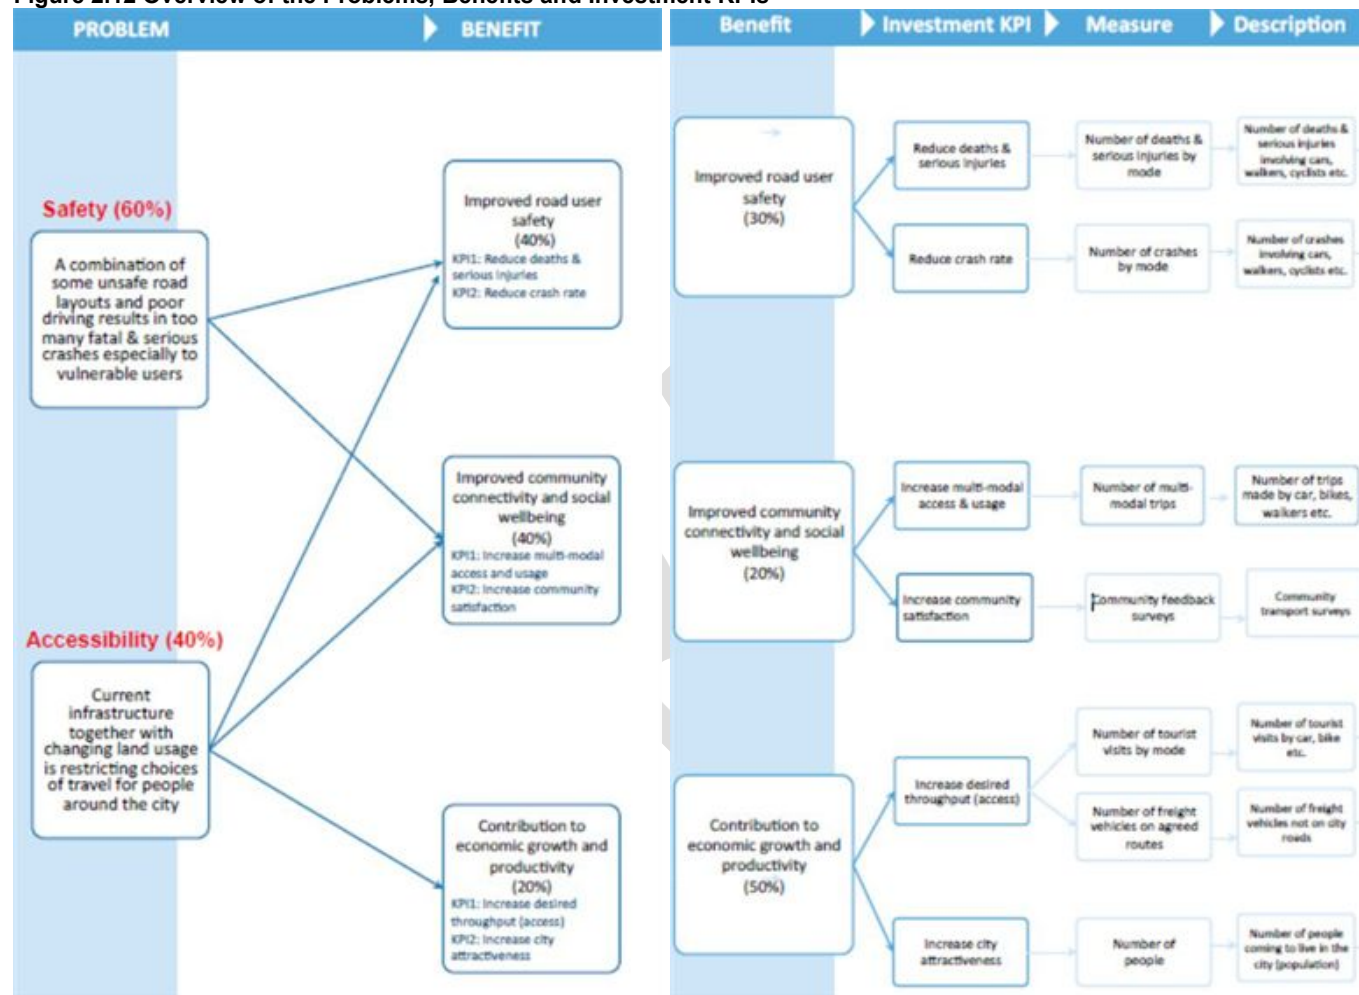 Figure 2.12 Overview of the Problems, Benefits and Investment KPIs
PROBLEM
BENEFIT
Safety (60%)
A combination of
some unsafe road
layouts and poor
driving results in too
many fatal & serious
crashes especially to
vulnerable users
Accessibility (40%)
Current
infrastructure
together with
changing land usage
is restricting choices
of travel for people
around the city
Improved road user
safety
(40%)
KPI1: Reduce deaths &
serious injuries
KPI2: Reduce crash rate
Improved community
connectivity and social
wellbeing
(40%)
KPI1: Increase multi-modal
access and usage
KPI2: Increase community
satisfaction
Contribution to
economic growth and
productivity
(20%)
KPI1: Increase desired
throughput (access)
KPI2: Increase city
attractiveness
Benefit
Investment KPI
Measure
Description
Improved road user
safety
(30%)
Reduce deaths &
serious injuries
Number of deaths &
serious injuries by
mode
Number of deaths &
serious injuries
involving cars,
walkers, cyclists etc.
Reduce crash rate
Number of crashes
by mode
Number of crashes
involving cars,
walkers, cyclists etc.
Improved community
connectivity and social
wellbeing
(20%)
Increase multi-modal
access & usage
Number of multi-
modal trips
Number of trips
made by car, bikes,
walkers etc.
Increase community
satisfaction
Community feedback
surveys
Community
transport surveys
Contribution to
economic growth and
productivity
(50%)
Increase desired
throughput (access)
Number of tourist
visits by mode
Number of tourist
visits by car, bike
etc.
Number of freight
vehicles on agreed
routes
Number of freight
vehicles not on city
roads
Increase city
attractiveness
Number of
people
Number of people
coming to live in the
city (population)